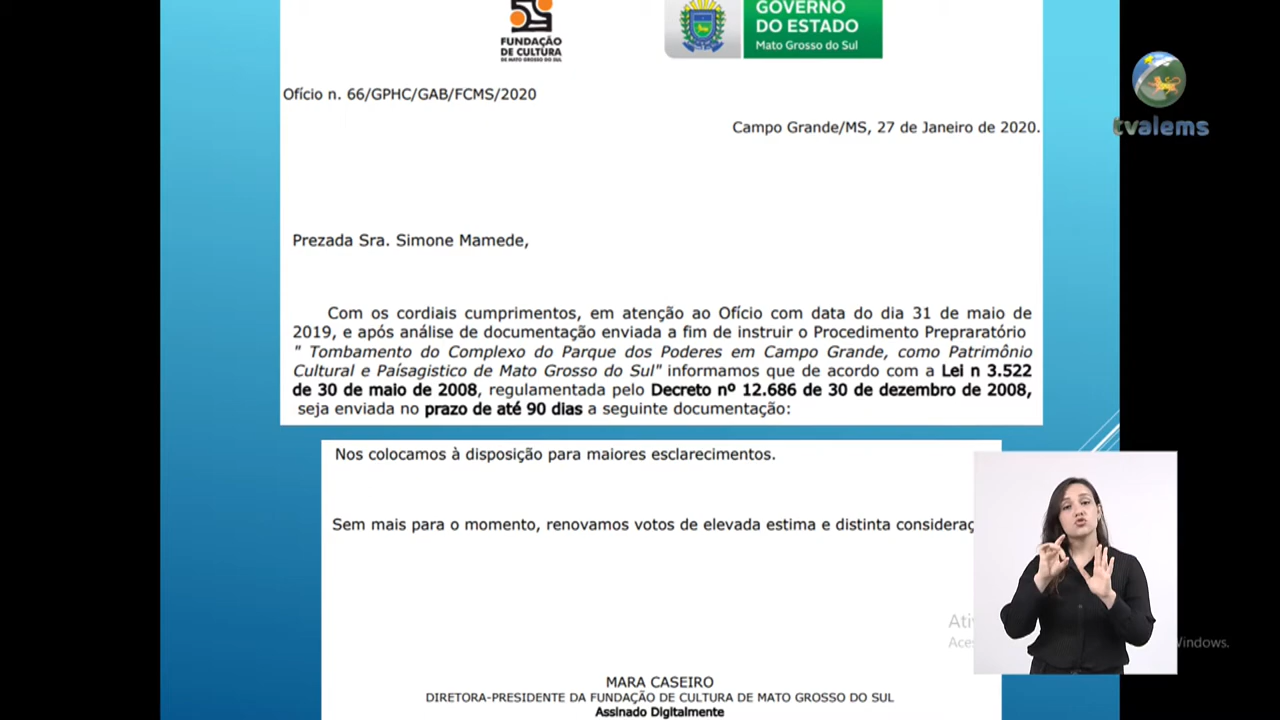 FUNDAÇÃO
DE CULTURA
DE MATO GROSSO DO SUL
GOVERNO
DO ESTADO
Mato Grosso do Sul
tvalems
Ofício n. 66/GPHC/GAB/FCMS/2020
Campo Grande/MS, 27 de Janeiro de 2020.
Prezada Sra. Simone Mamede,
Com os cordiais cumprimentos, em atenção ao Ofício com data do dia 31 de maio de
2019, e após análise de documentação enviada a fim de instruir o Procedimento Prepraratório
" Tombamento do Complexo do Parque dos Poderes em Campo Grande, como Patrimônio
Cultural e Paísagistico de Mato Grosso do Sul" informamos que de acordo com a Lei n 3.522
de 30 de maio de 2008, regulamentada pelo Decreto nº 12.686 de 30 de dezembro de 2008,
seja enviada no prazo de até 90 dias a seguinte documentação:
Nos colocamos à disposição para maiores esclarecimentos.
Sem mais para o momento, renovamos votos de elevada estima e distinta
Windows.
MARA CASEIRO
DIRETORA-PRESIDENTE DA FUNDAÇÃO DE CULTURA DE MATO GROSSO DO SUL
Assinado Digitalmente